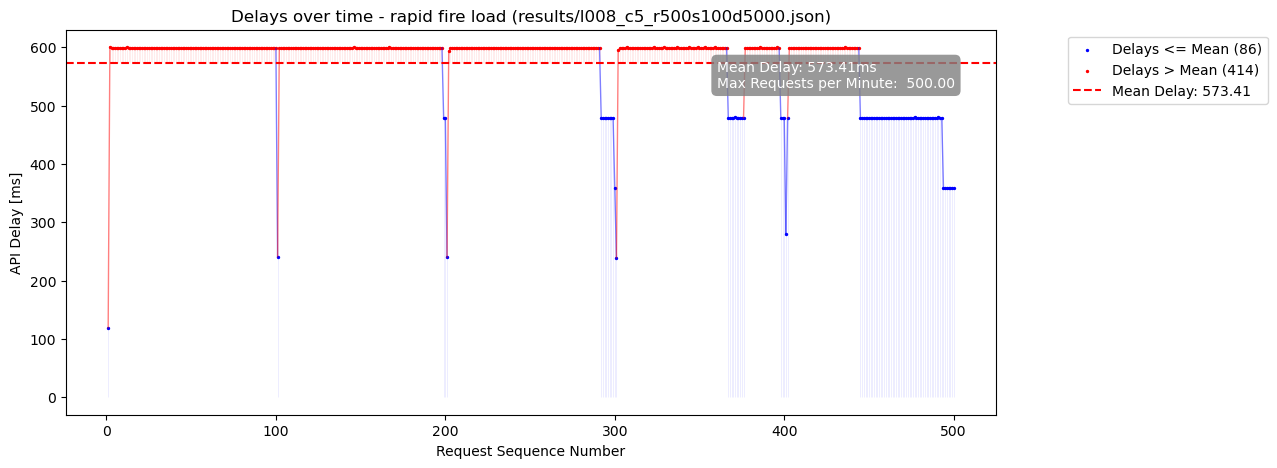 Delays over time - rapid fire load (results/l008_c5_r500s100d5000.json)
API Delay [ms]
600
500
400
300
200
100
0
Mean Delay: 573.41ms
Max Requests per Minute:  500.00
Delays <= Mean (86)
Delays > Mean (414)
Mean Delay: 573.41
0
100
200
300
400
500
Request Sequence Number